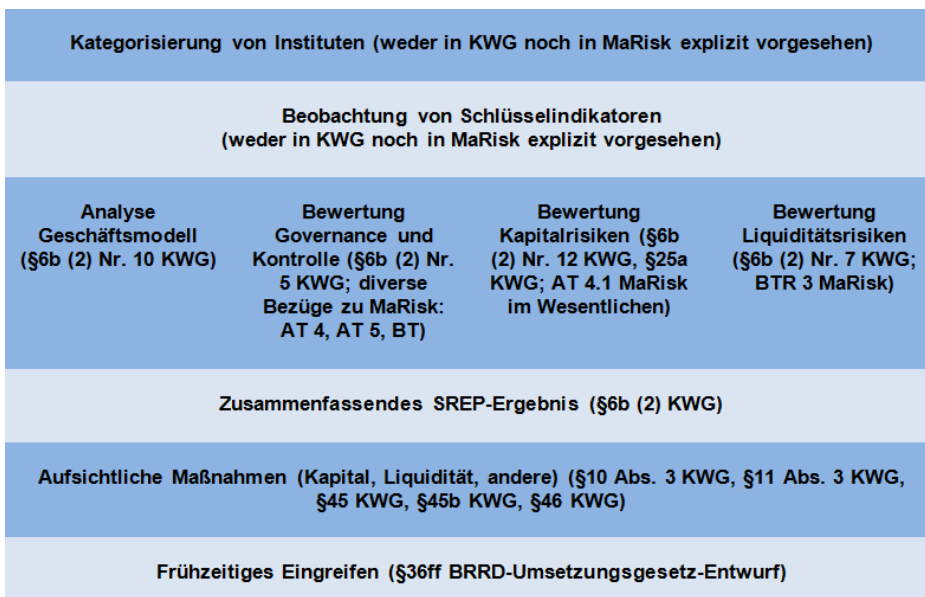 Kategorisierung von Instituten (weder in KWG noch in MaRisk explizit vorgesehen)
Beobachtung von Schlüsselindikatoren
(weder in KWG noch in MaRisk explizit vorgesehen)
Analyse
Geschäftsmodell
(§6b (2) Nr. 10 KWG)
Bewertung
Governance und
Kontrolle (§6b (2) Nr.
5 KWG; diverse
Bezüge zu MaRisk:
AT 4, AT 5, BT)
Bewertung
Kapitalrisiken (§6b
(2) Nr. 12 KWG, §25a
KWG; AT 4.1 MaRisk
im Wesentlichen)
Bewertung
Liquiditätsrisiken
(§6b (2) Nr. 7 KWG;
BTR 3 MaRisk)
Zusammenfassendes SREP-Ergebnis (§6b (2) KWG)
Aufsichtliche Maßnahmen (Kapital, Liquidität, andere) (§10 Abs. 3 KWG, §11 Abs. 3 KWG,
§45 KWG, §45b KWG, §46 KWG)
Frühzeitiges Eingreifen (§36ff BRRD-Umsetzungsgesetz-Entwurf)